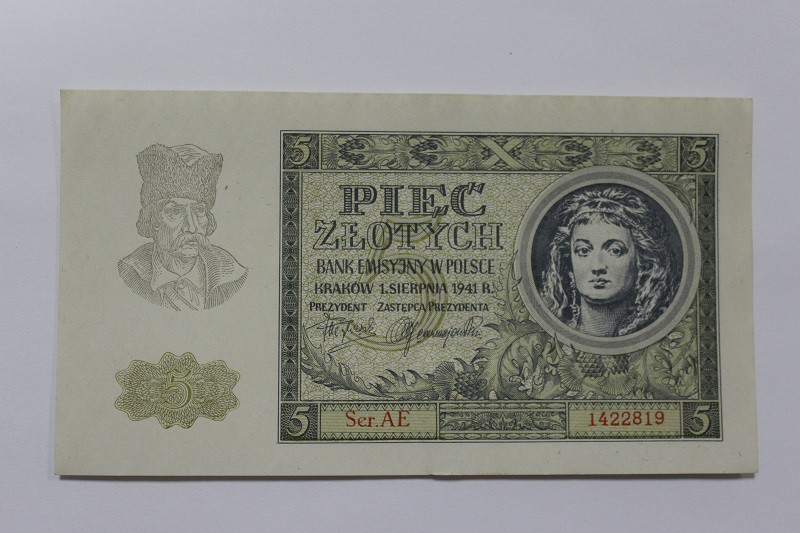 5 5
PIĘĆ
ZŁOTYCH
BANK EMISYJNY W POLSCE
KRAKÓW 1. SIERPNIA 1941 R.
PREZYDENT ZASTĘPCA PREZYDENTA
5
5 Ser. AE 1422819 5